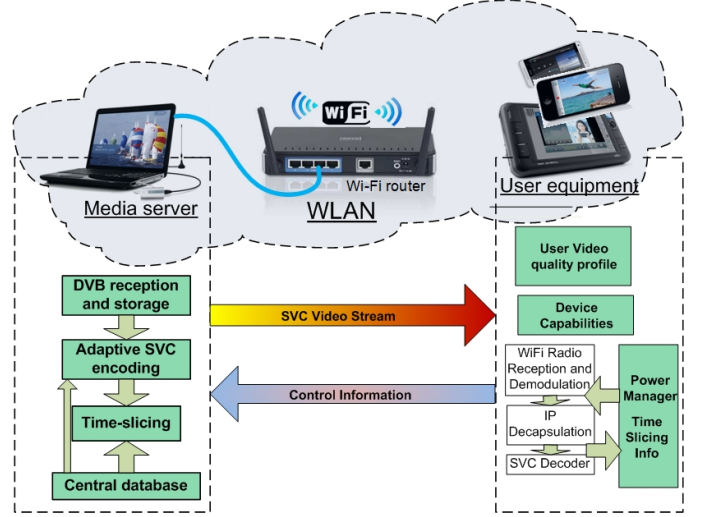 Wi Fi
Wi-Fi router
Media server
WLAN
User equipment
DVB reception
and storage
Adaptive SVC
encoding
Time-slicing
Central database
SVC Video Stream
Control Information
User Video
quality profile
Device
Capabilities
WiFi Radio
Reception and
Demodulation
IP
Decapsulation
SVC Decoder
Power
Manager
Time
Slicing
Info